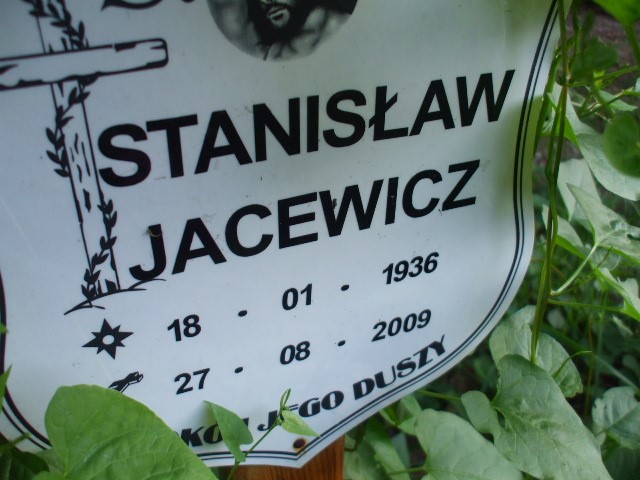 STANISŁAW
JACEWICZ
18 · 01 · 1936
27 · 08 · 2009
JEGO DUSZY